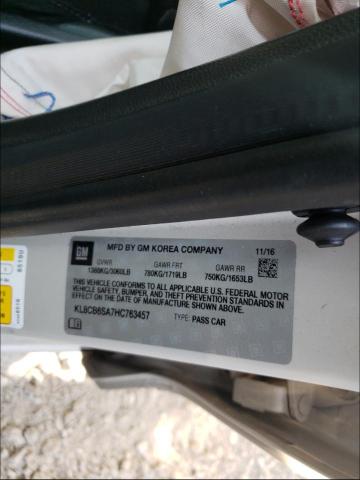 GM
MFD BY GM KOREA COMPANY 11/16
GVWR GAWR FRT GAWR RR
1388KG/3060LB 780KG/1719LB 750KG/1653LB
THIS VEHICLE CONFORMS TO ALL APPLICABLE U.S. FEDERAL MOTOR
VEHICLE SAFETY, BUMPER, AND THEFT PREVENTION STANDARDS IN
EFFECT ON THE DATE OF MANUFACTURE SHOWN ABOVE.
KL8CB6SA7HC763457 TYPE: PASS CAR